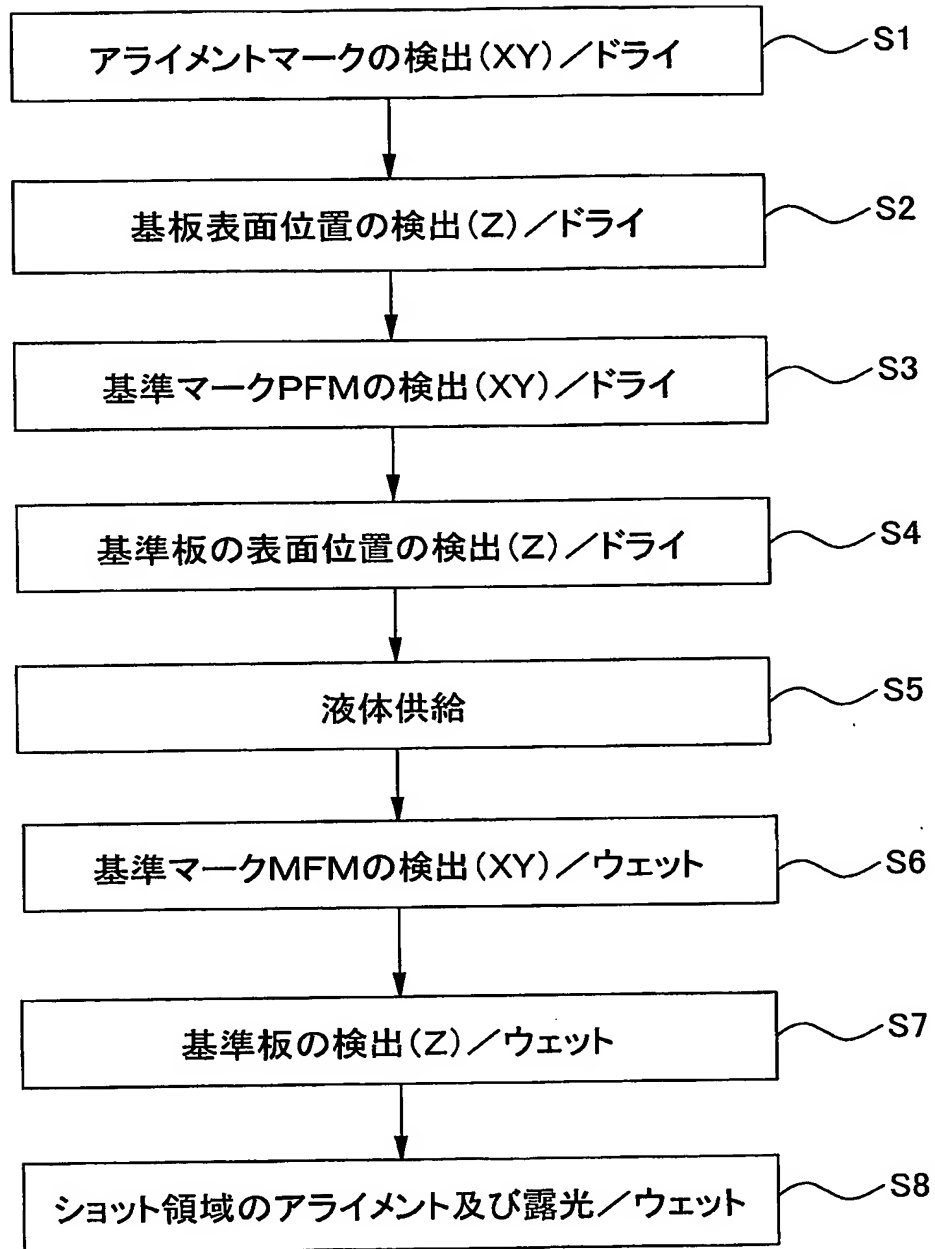 アライメントマークの検出(XY)/ドライ
S1
基板表面位置の検出(Z)/ドライ
S2
基準マークPFMの検出(XY)/ドライ
S3
基準板の表面位置の検出(Z)/ドライ
S4
液体供給
S5
基準マークMFMの検出(XY)/ウェット
S6
基準板の検出(Z)/ウェット
S7
ショット領域のアライメント及び露光/ウェット
S8